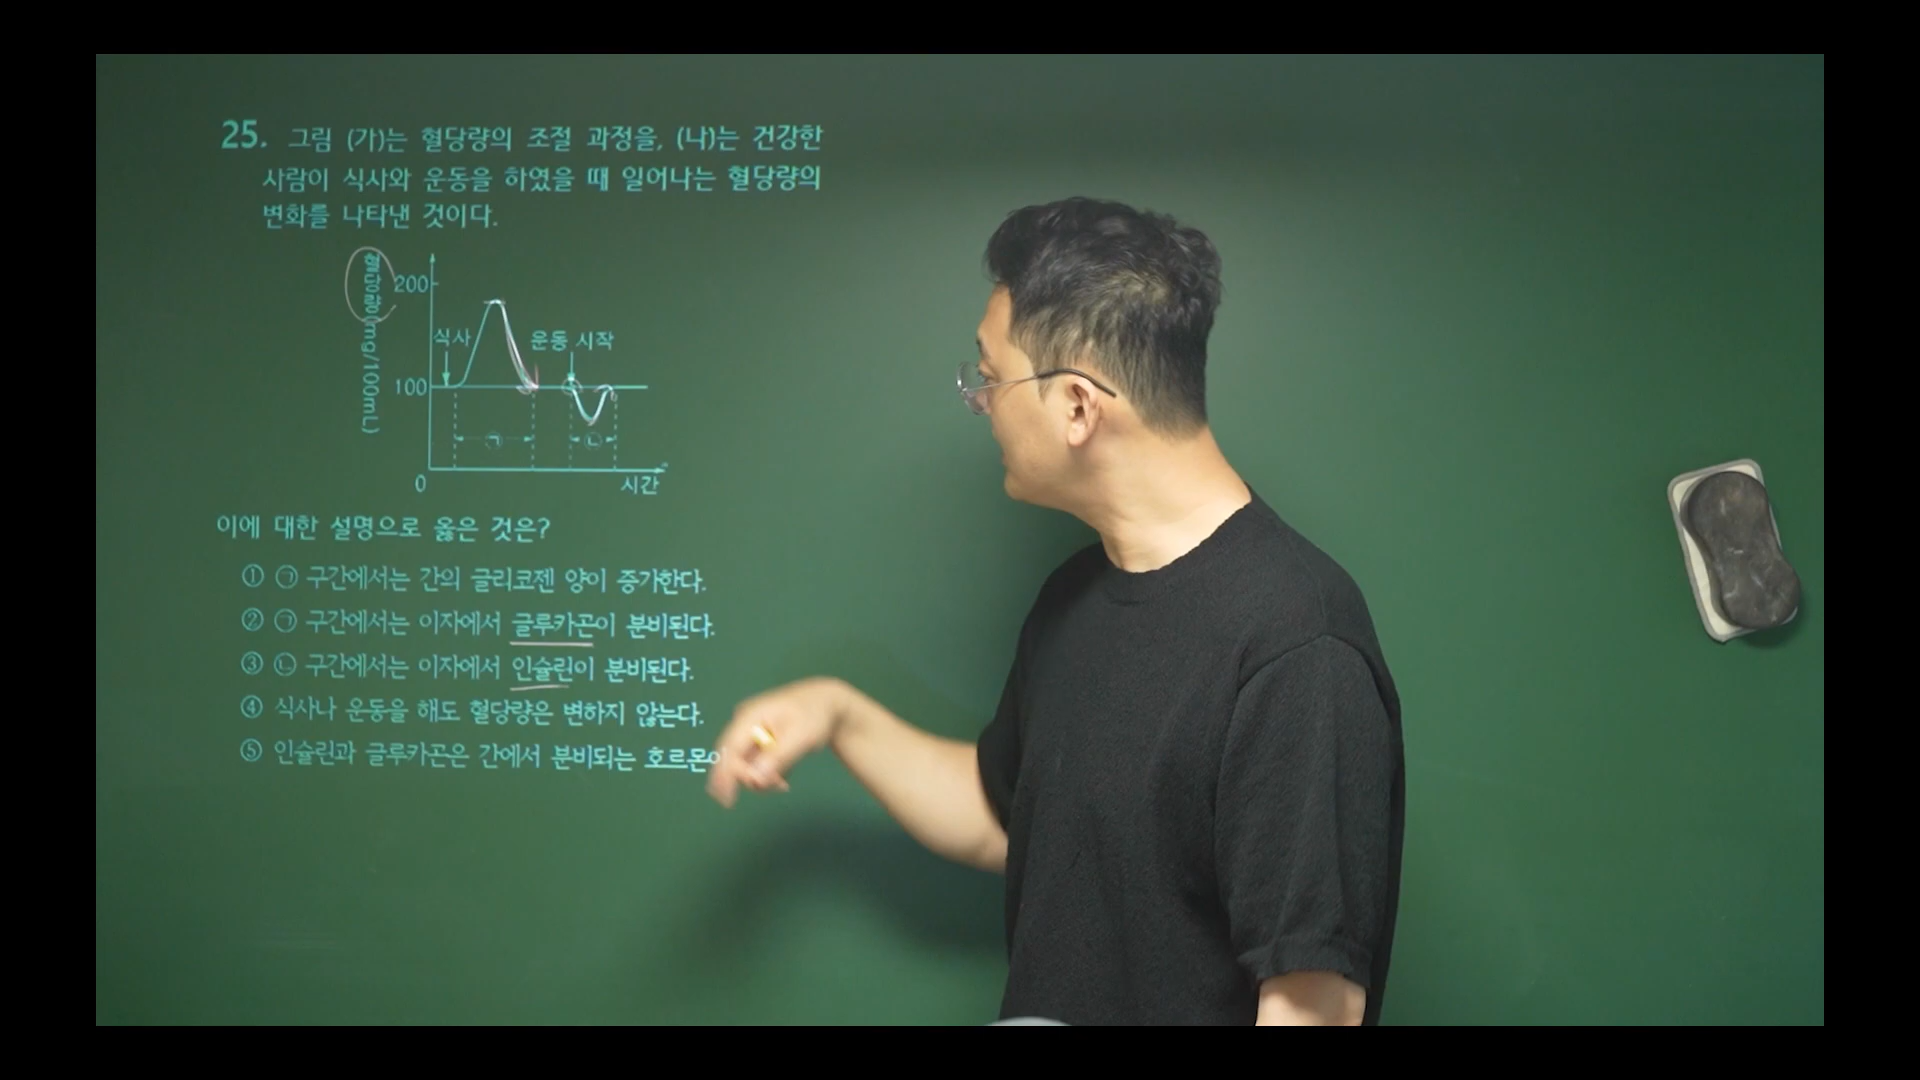 25. 그림 (가)는 혈당량의 조절 과정을, (나)는 건강한
사람이 식사와 운동을 하였을 때 일어나는 혈당량의
변화를 나타낸 것이다.
혈당량(mg/100mL)
200
식사
운동 시작
100
㉠
㉡
0
시간
이에 대한 설명으로 옳은 것은?
① ㉠ 구간에서는 간의 글리코젠 양이 증가한다.
② ㉠ 구간에서는 이자에서 글루카곤이 분비된다.
③ ㉡ 구간에서는 이자에서 인슐린이 분비된다.
④ 식사나 운동을 해도 혈당량은 변하지 않는다.
⑤ 인슐린과 글루카곤은 간에서 분비되는 호르몬이